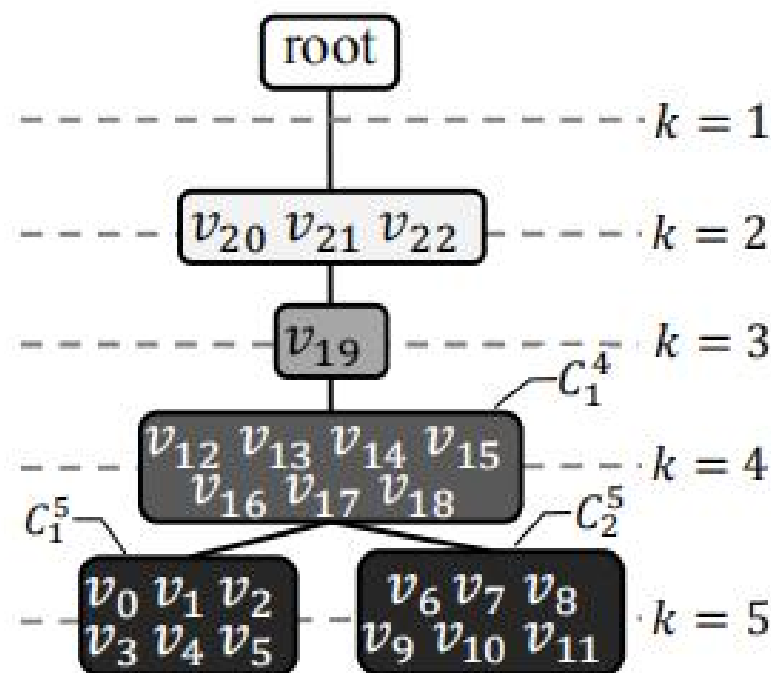 root
k = 1
v₂₀ v₂₁ v₂₂
k = 2
v₁₉
k = 3
C₁⁴
v₁₂ v₁₃ v₁₄ v₁₅
v₁₆ v₁₇ v₁₈
k = 4
C₁⁵
C₂⁵
v₀ v₁ v₂
v₃ v₄ v₅
v₆ v₇ v₈
v₉ v₁₀ v₁₁
k = 5